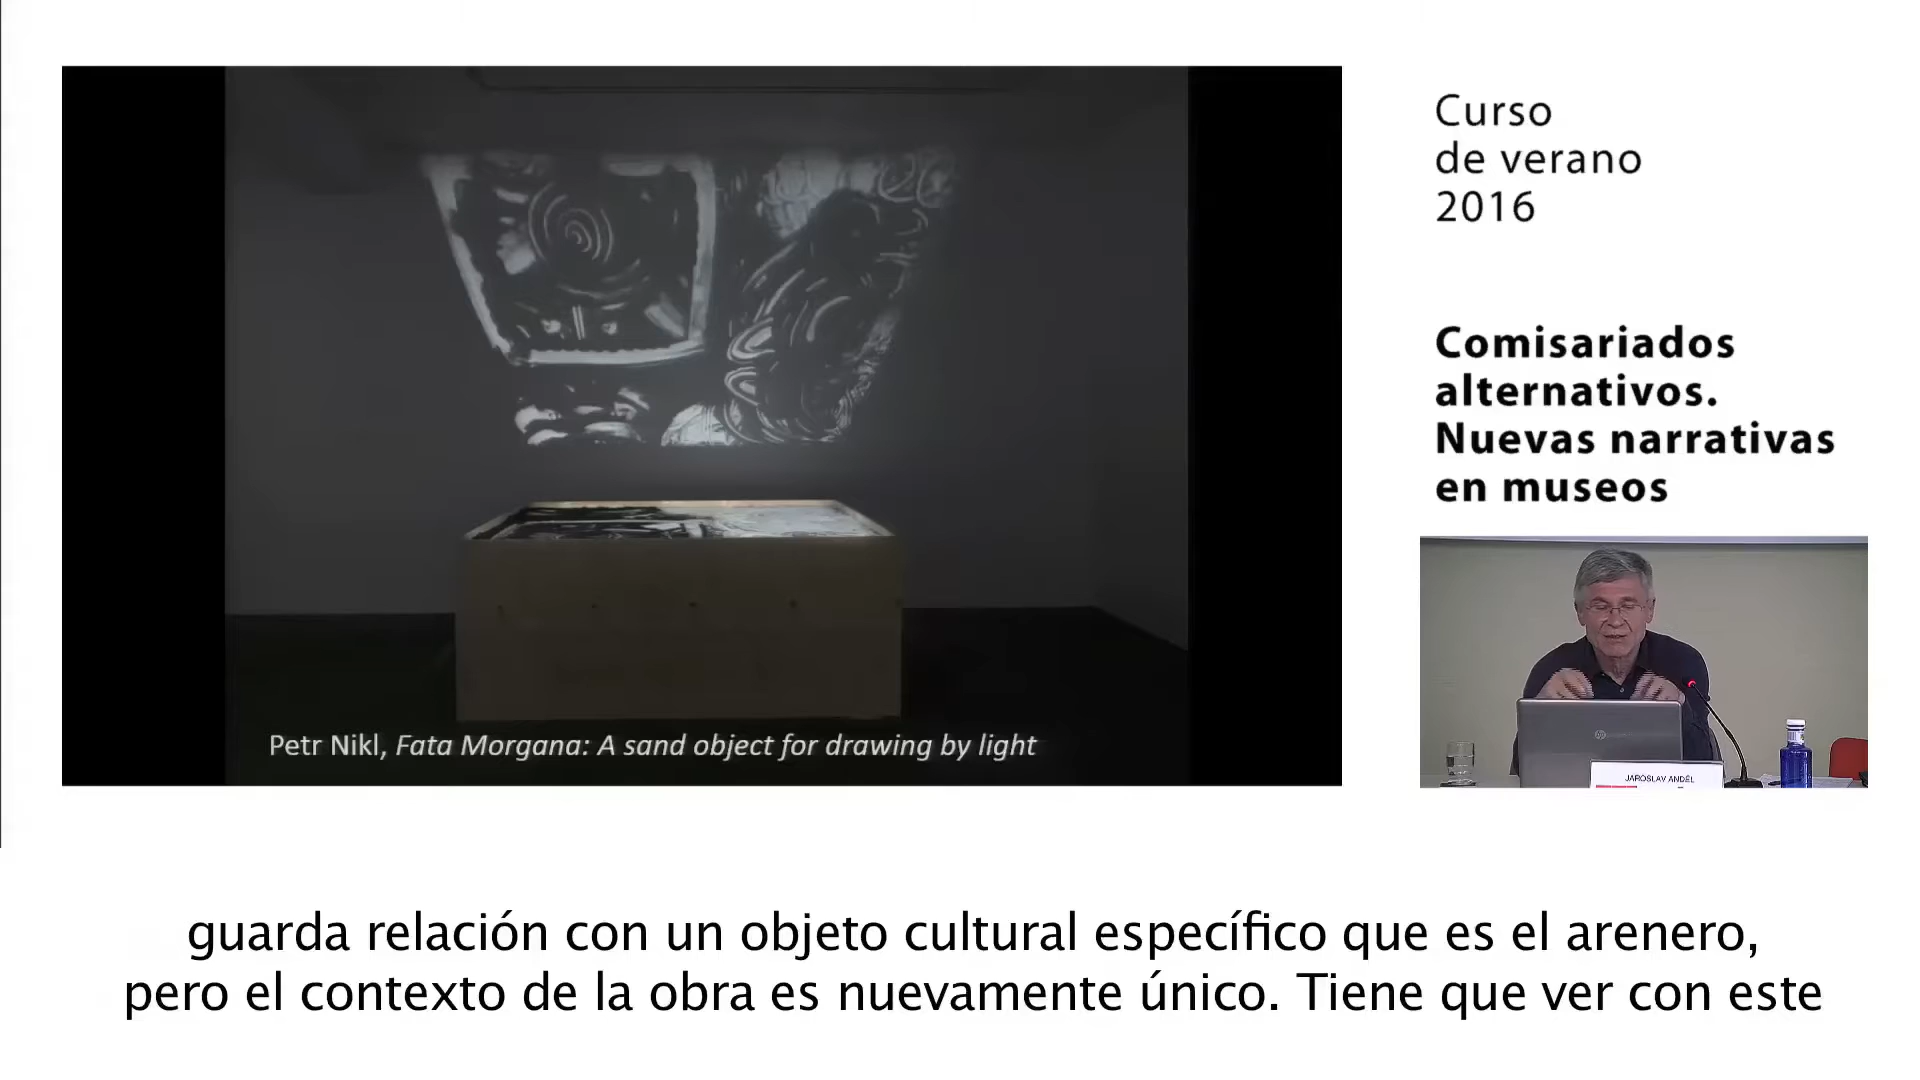 Curso
de verano
2016
Comisariados
alternativos.
Nuevas narrativas
en museos
Petr Nikl, Fata Morgana: A sand object for drawing by light
JAROSLAV ANDĚL
guarda relación con un objeto cultural específico que es el arenero,
pero el contexto de la obra es nuevamente único. Tiene que ver con este